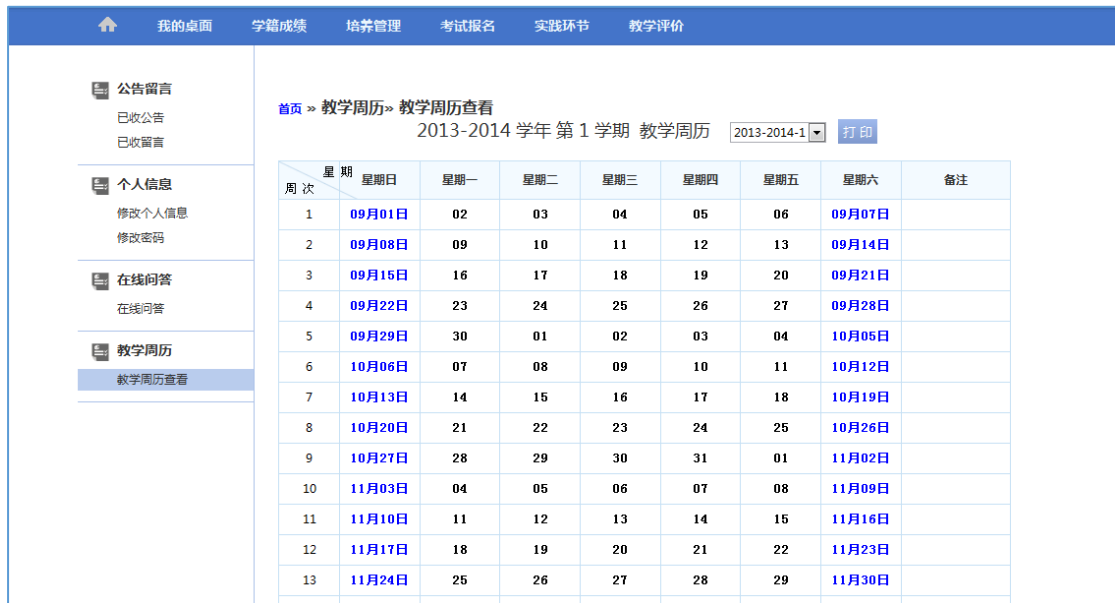 我的桌面 学籍成绩 培养管理 考试报名 实践环节 教学评价
公告留言
已收公告
已收留言
个人信息
修改个人信息
修改密码
在线问答
在线问答
教学周历
教学周历查看
首页 » 教学周历» 教学周历查看
2013-2014 学年 第 1 学期 教学周历 2013-2014-1 打 印
星 期 周 次 星期日 星期一 星期二 星期三 星期四 星期五 星期六 备注
1 09月01日 02 03 04 05 06 09月07日
2 09月08日 09 10 11 12 13 09月14日
3 09月15日 16 17 18 19 20 09月21日
4 09月22日 23 24 25 26 27 09月28日
5 09月29日 30 01 02 03 04 10月05日
6 10月06日 07 08 09 10 11 10月12日
7 10月13日 14 15 16 17 18 10月19日
8 10月20日 21 22 23 24 25 10月26日
9 10月27日 28 29 30 31 01 11月02日
10 11月03日 04 05 06 07 08 11月09日
11 11月10日 11 12 13 14 15 11月16日
12 11月17日 18 19 20 21 22 11月23日
13 11月24日 25 26 27 28 29 11月30日